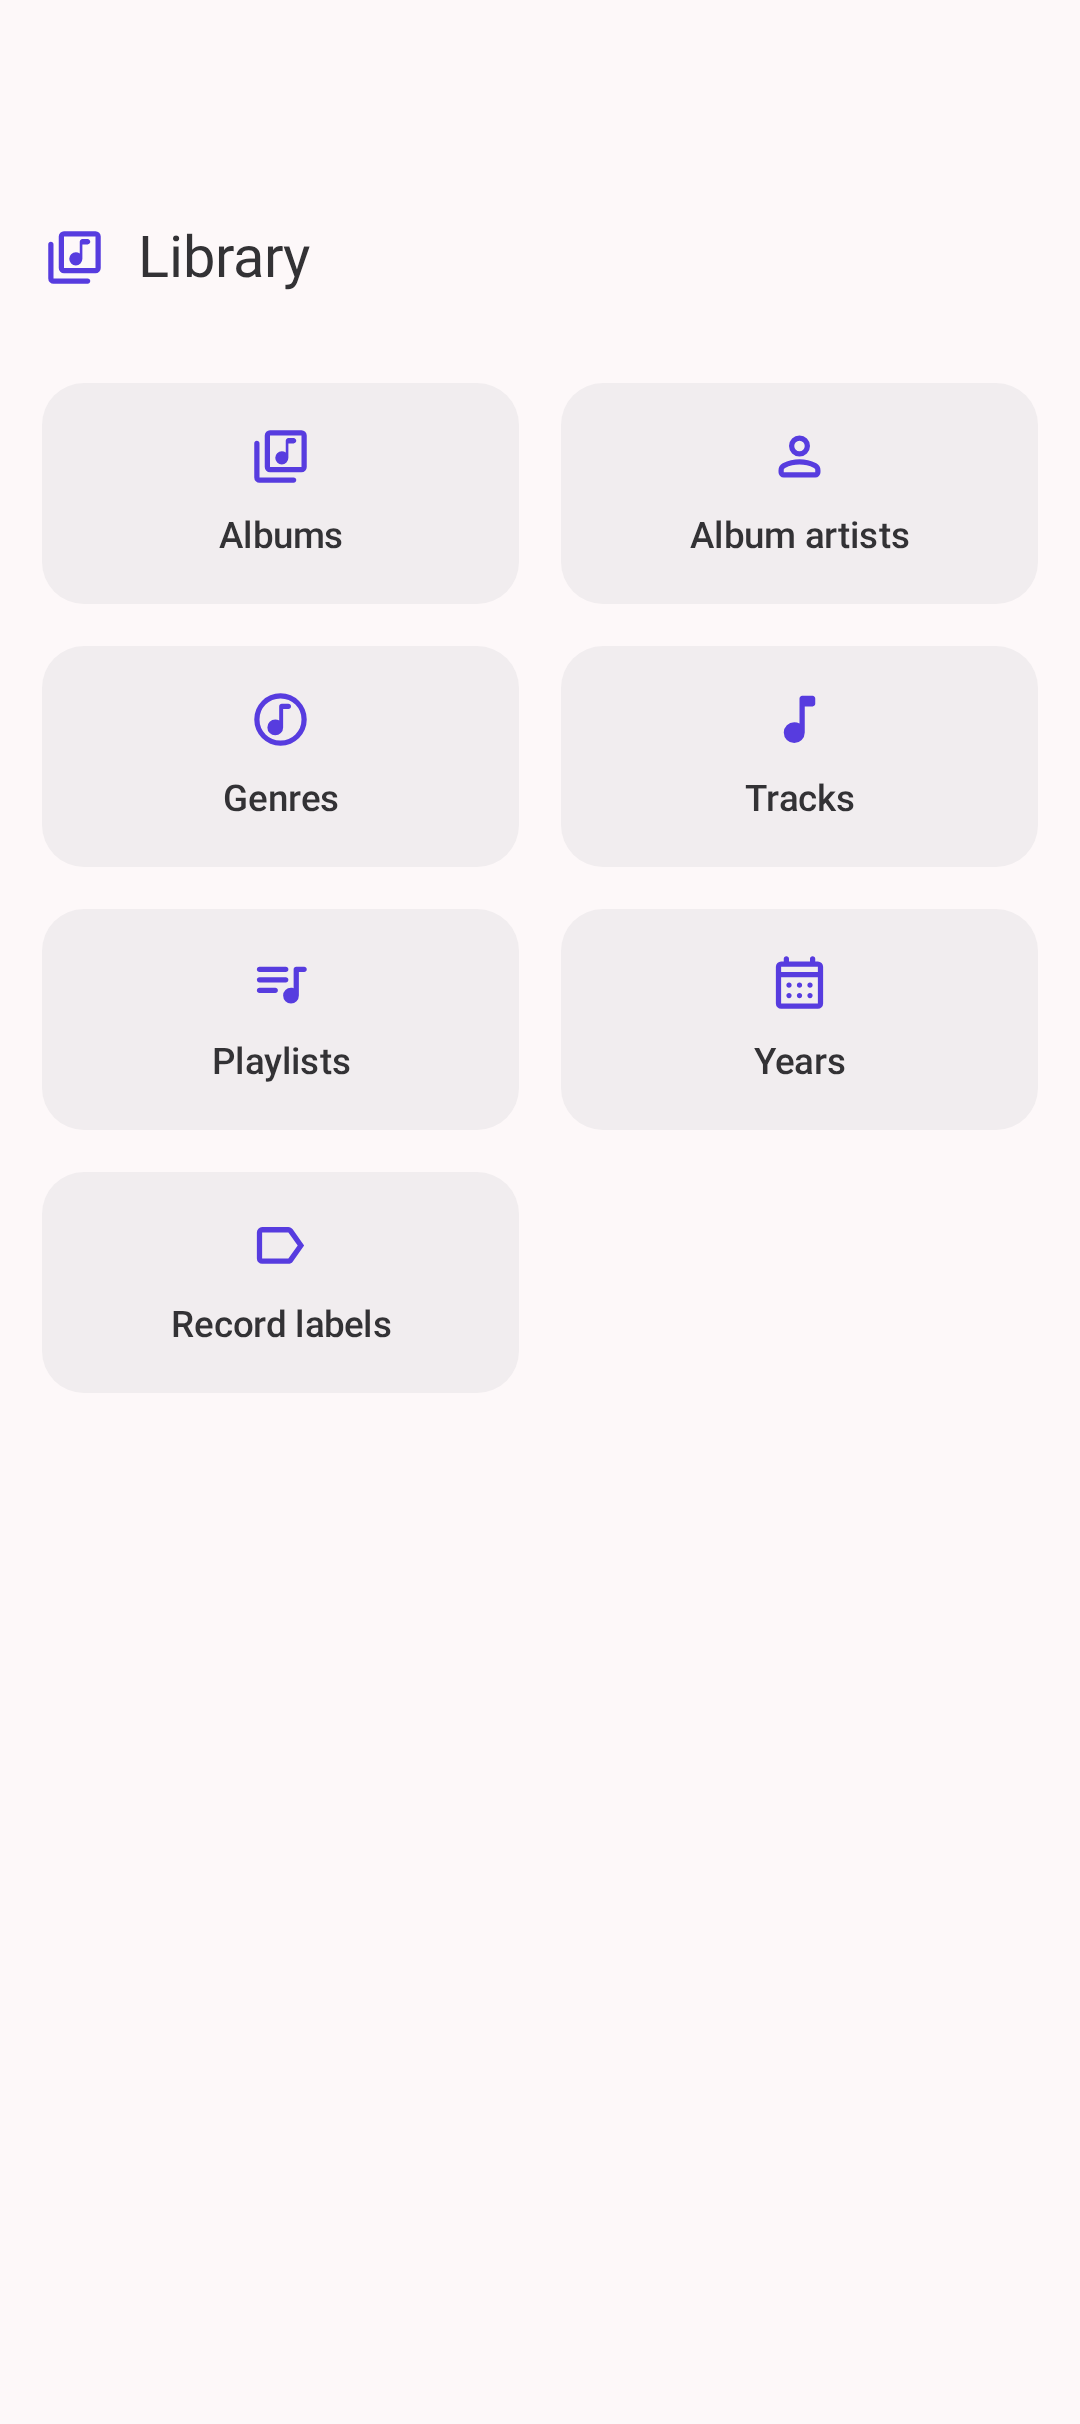 Library
Albums
Album artists
Genres
Tracks
Playlists
Years
Record labels